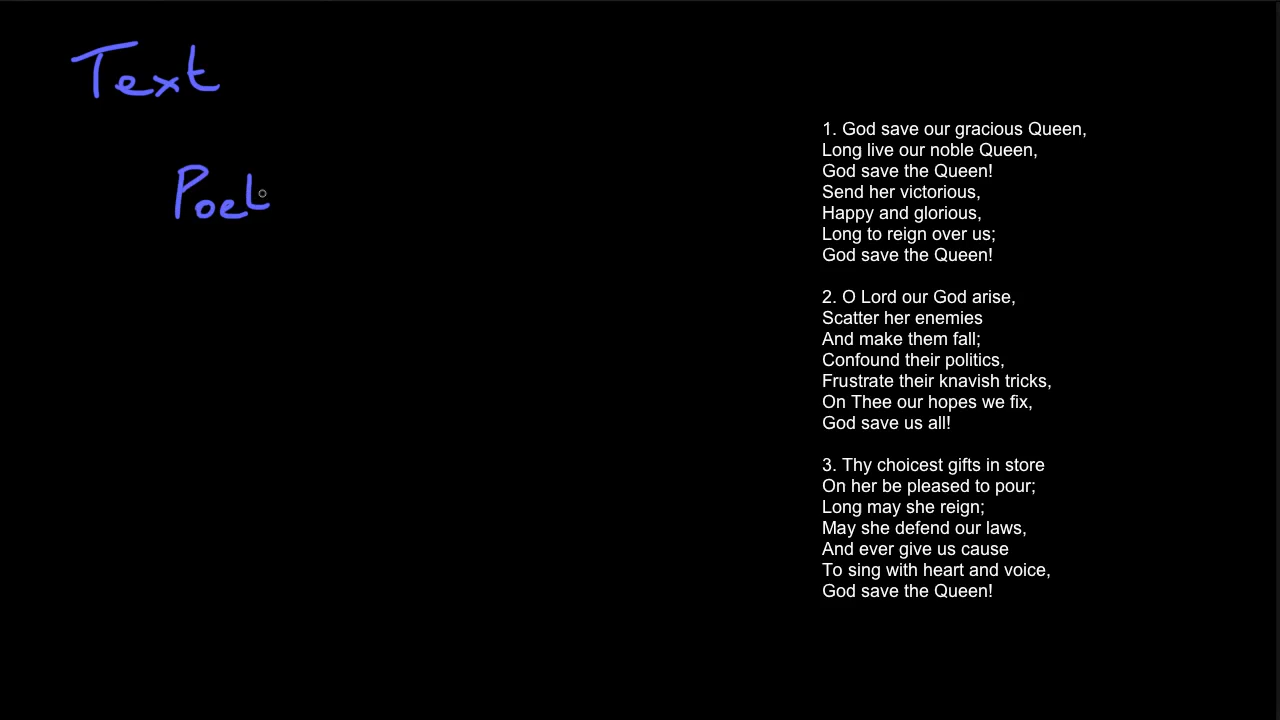 Text
Poet
1. God save our gracious Queen,
Long live our noble Queen,
God save the Queen!
Send her victorious,
Happy and glorious,
Long to reign over us;
God save the Queen!
2. O Lord our God arise,
Scatter her enemies
And make them fall;
Confound their politics,
Frustrate their knavish tricks,
On Thee our hopes we fix,
God save us all!
3. Thy choicest gifts in store
On her be pleased to pour;
Long may she reign;
May she defend our laws,
And ever give us cause
To sing with heart and voice,
God save the Queen!